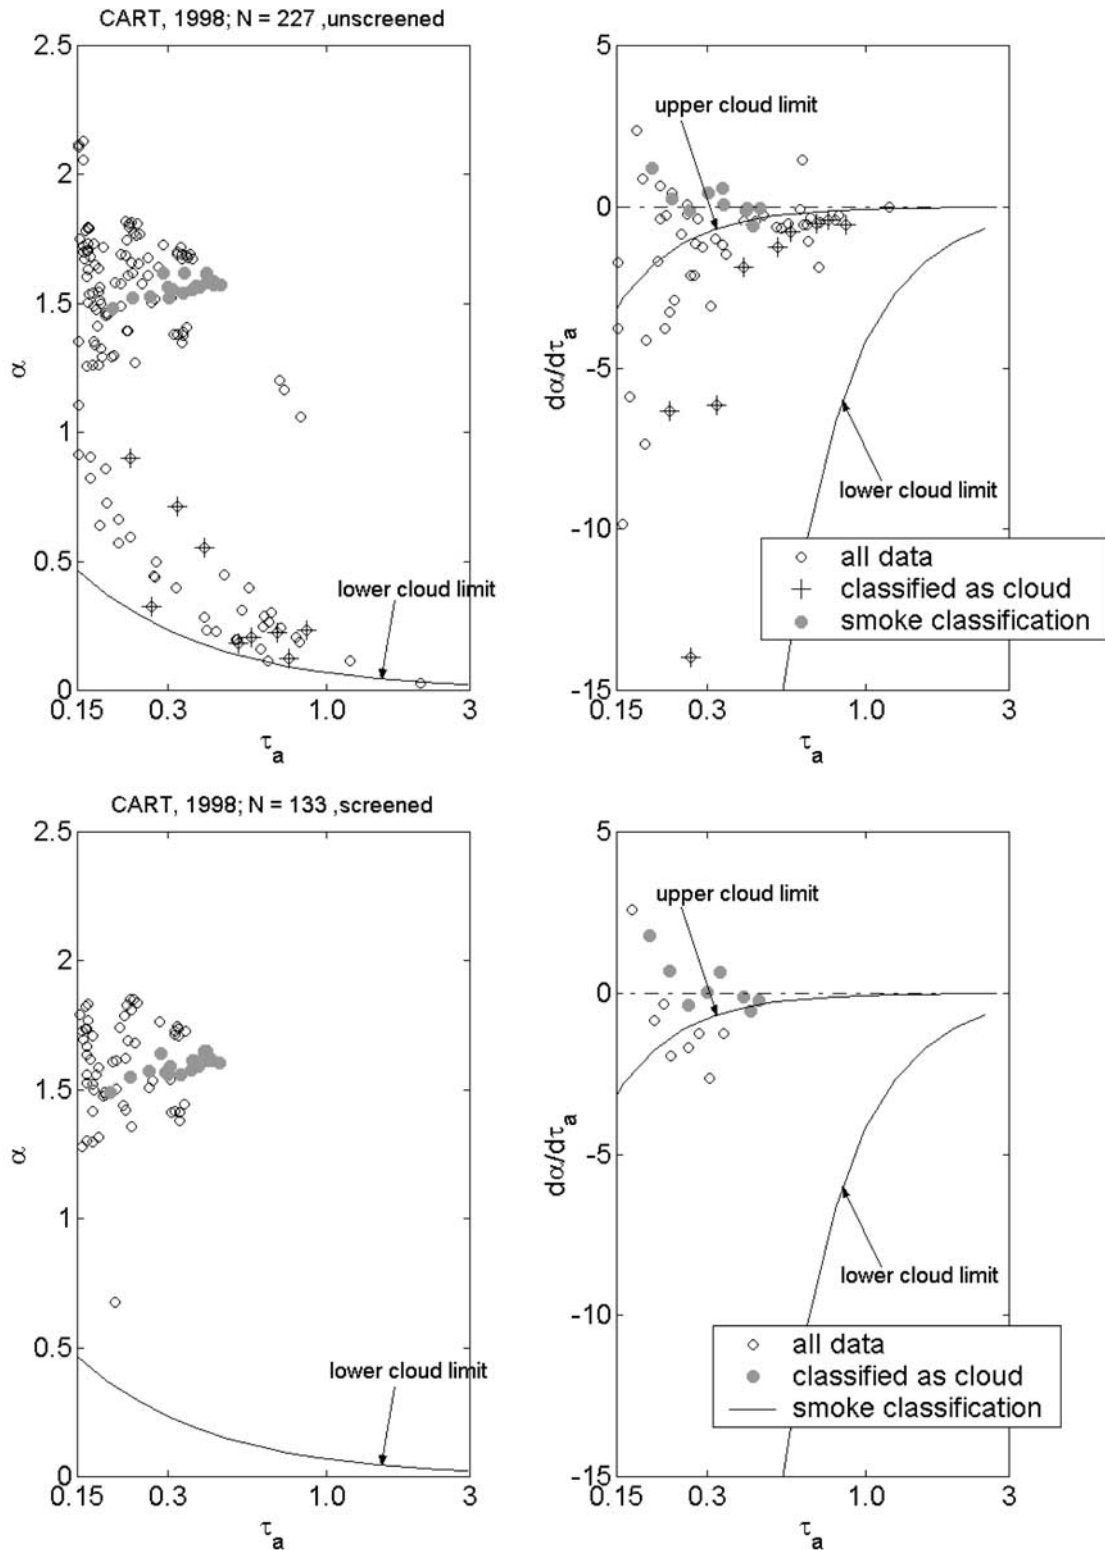 CART, 1998; N = 227 ,unscreened
2.5
2
1.5
1
0.5
0
α
lower cloud limit
0.15
0.3
1.0
3
τa
5
0
-5
-10
-15
dα/dτa
upper cloud limit
lower cloud limit
all data
classified as cloud
smoke classification
0.15
0.3
1.0
3
τa
CART, 1998; N = 133 ,screened
2.5
2
1.5
1
0.5
0
α
lower cloud limit
0.15
0.3
1.0
3
τa
5
0
-5
-10
-15
dα/dτa
upper cloud limit
lower cloud limit
all data
classified as cloud
smoke classification
0.15
0.3
1.0
3
τa